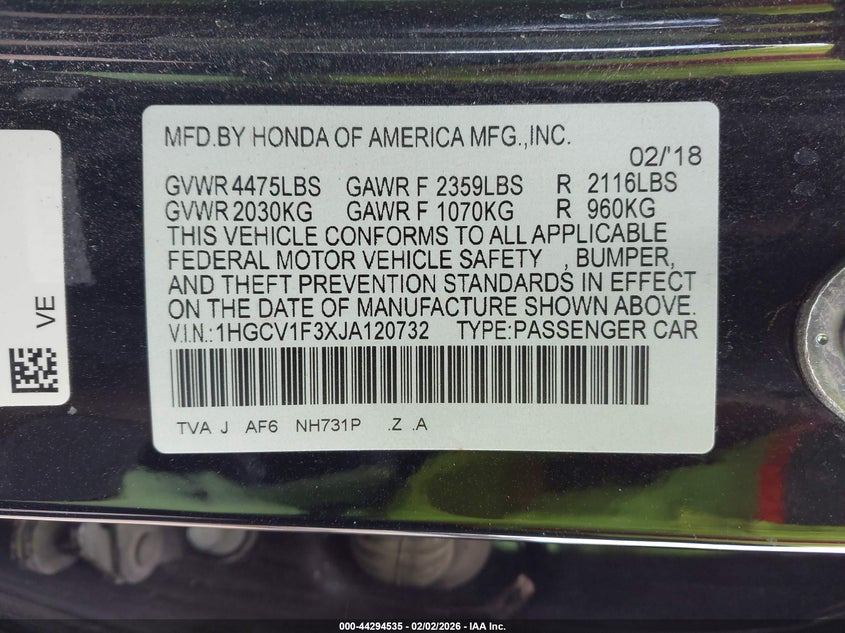 MFD.BY HONDA OF AMERICA MFG.,INC.
02/'18
GVWR 4475LBS GAWR F 2359LBS R 2116LBS
GVWR 2030KG GAWR F 1070KG R 960KG
THIS VEHICLE CONFORMS TO ALL APPLICABLE
FEDERAL MOTOR VEHICLE SAFETY , BUMPER,
AND THEFT PREVENTION STANDARDS IN EFFECT
ON THE DATE OF MANUFACTURE SHOWN ABOVE.
V.I.N.:1HGCV1F3XJA120732 TYPE:PASSENGER CAR
TVA J AF6 NH731P .Z .A
VE
000-44294535 - 02/02/2026 - IAA Inc.